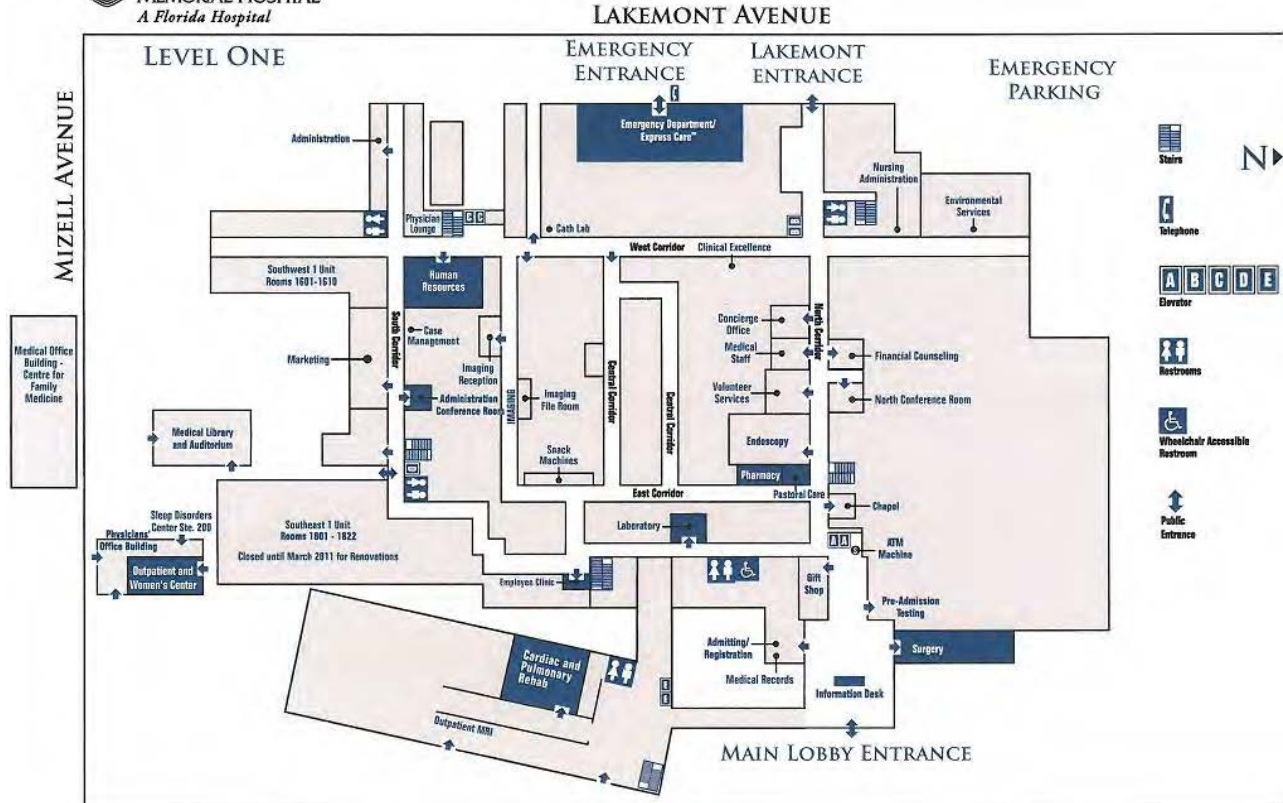 MEMORIAL HOSPITAL
A Florida Hospital
LAKEMONT AVENUE
LEVEL ONE
EMERGENCY
ENTRANCE
LAKEMONT
ENTRANCE
EMERGENCY
PARKING
MIZELL AVENUE
Administration
Emergency Department/
Express Care™
Nursing
Administration
Environmental
Services
Physician
Lounge
Cath Lab
West Corridor
Clinical Excellence
Southwest 1 Unit
Rooms 1601-1610
Human
Resources
South Corridor
Case
Management
Marketing
Imaging
Reception
IMAGING
Administration
Conference Room
Imaging
File Room
Central Corridor
Central Corridor
Snack
Machines
Concierge
Office
Medical
Staff
Volunteer
Services
North Corridor
Financial Counseling
North Conference Room
Endoscopy
Pharmacy
Pastoral Care
East Corridor
Chapel
Laboratory
A A
ATM
Machine
$
Medical Office
Building -
Centre for
Family
Medicine
Medical Library
and Auditorium
Sleep Disorders
Center Ste. 200
Physicians'
Office Building
Outpatient and
Women's Center
Southeast 1 Unit
Rooms 1801 - 1822
Closed until March 2011 for Renovations
Employee Clinic
Gift
Shop
Pre-Admission
Testing
Cardiac and
Pulmonary
Rehab
Admitting/
Registration
Medical Records
Surgery
Information Desk
Outpatient MRI
MAIN LOBBY ENTRANCE
Stairs
N
Telephone
A B C D E
Elevator
Restrooms
Wheelchair Accessible
Restroom
Public
Entrance